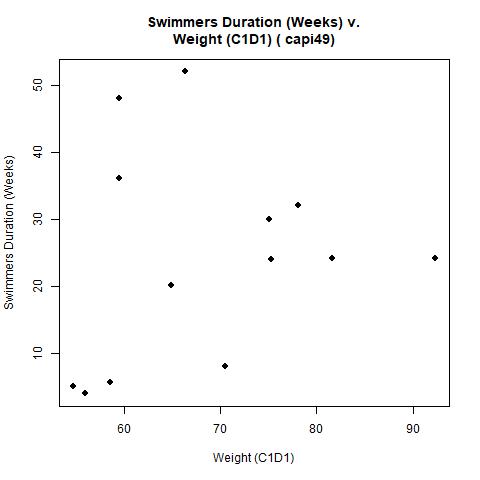 Swimmers Duration (Weeks) v.
Weight (C1D1) ( capi49)
Swimmers Duration (Weeks)
50
40
30
20
10
60 70 80 90
Weight (C1D1)